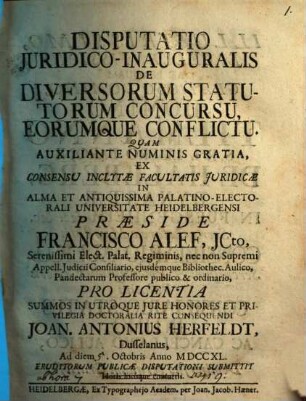 DISPUTATIO
JURIDICO-INAUGURALIS
DE
DIVERSORUM STATU-
TORUM CONCURSU,
EORUMQUE CONFLICTU.
QUAM
AUXILIANTE NUMINIS GRATIA,
EX
CONSENSU INCLYTÆ FACULTATIS JURIDICÆ
IN
ALMA ET ANTIQUISSIMA PALATINO-ELECTO-
RALI UNIVERSITATE HEIDELBERGENSI
PRÆSIDE
FRANCISCO ALEF, JCto,
Serenissimi Elect. Palat. Regiminis, nec non Supremi
Appell. Judicii Consiliario, ejusdemque Bibliothec. Aulico,
Pandectarum Professore publico & ordinario,
PRO LICENTIA
SUMMOS IN UTROQUE JURE HONORES ET PRI-
VILEGIA DOCTORALIA RITE CONSEQUENDI
JOAN. ANTONIUS HERFELDT,
Dusselanus,
Ad diem 5. Octobris Anno MDCCXL.
ERUDITORUM PUBLICÆ DISPUTATIONI SUBMITTIT
HEIDELBERGÆ, Ex Typographejo Academ. per Joan. Jacob. Hæner.